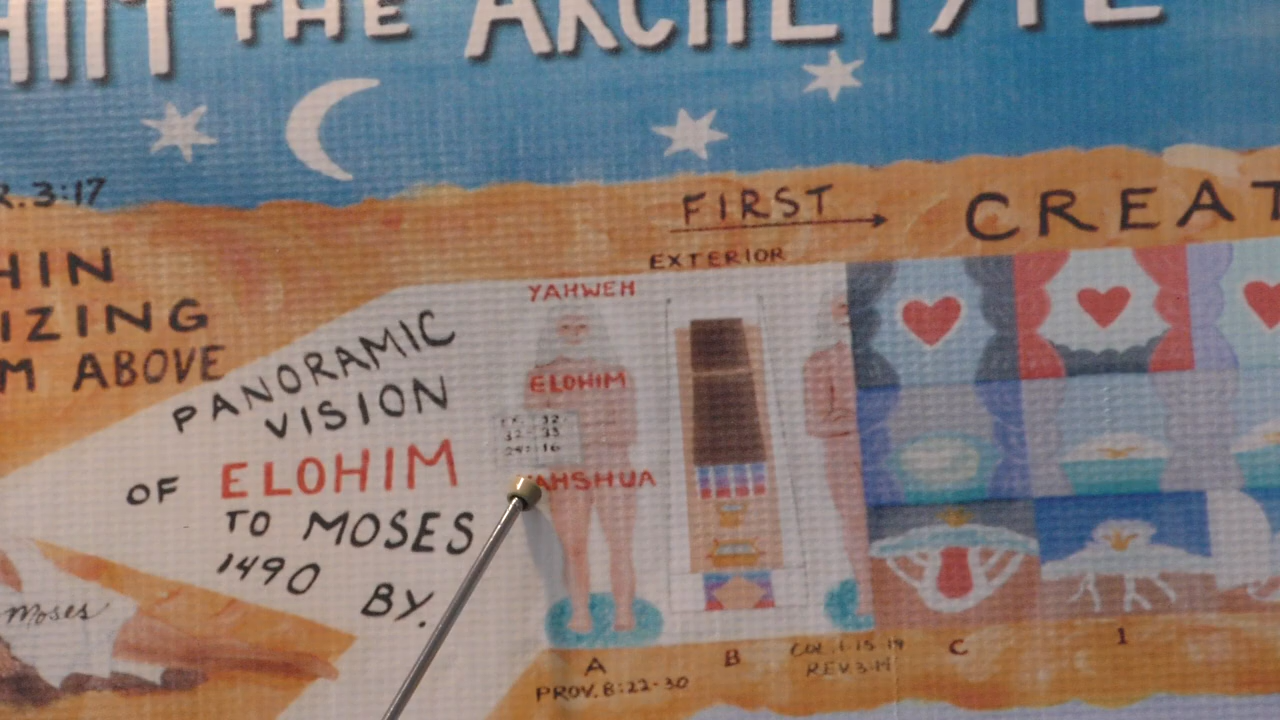 THE ARCHETYPE
R. 3:17
FIRST
CREAT
EXTERIOR
HIN
IZING
M ABOVE
PANORAMIC
VISION
OF ELOHIM
TO MOSES
1490 BY.
Moses
YAHWEH
ELOHIM
YAHSHUA
A
PROV. 8:22-30
B
COL. 1:15-19
REV. 3:14
C
1